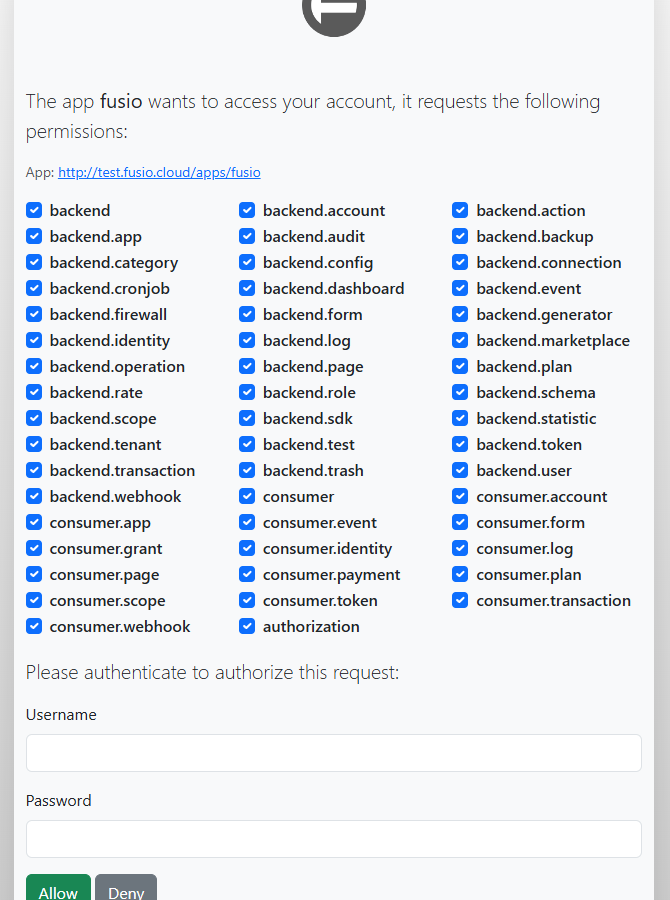 The app fusio wants to access your account, it requests the following
permissions:
App: http://test.fusio.cloud/apps/fusio
backend backend.account backend.action
backend.app backend.audit backend.backup
backend.category backend.config backend.connection
backend.cronjob backend.dashboard backend.event
backend.firewall backend.form backend.generator
backend.identity backend.log backend.marketplace
backend.operation backend.page backend.plan
backend.rate backend.role backend.schema
backend.scope backend.sdk backend.statistic
backend.tenant backend.test backend.token
backend.transaction backend.trash backend.user
backend.webhook consumer consumer.account
consumer.app consumer.event consumer.form
consumer.grant consumer.identity consumer.log
consumer.page consumer.payment consumer.plan
consumer.scope consumer.token consumer.transaction
consumer.webhook authorization
Please authenticate to authorize this request:
Username
Password
Allow Deny